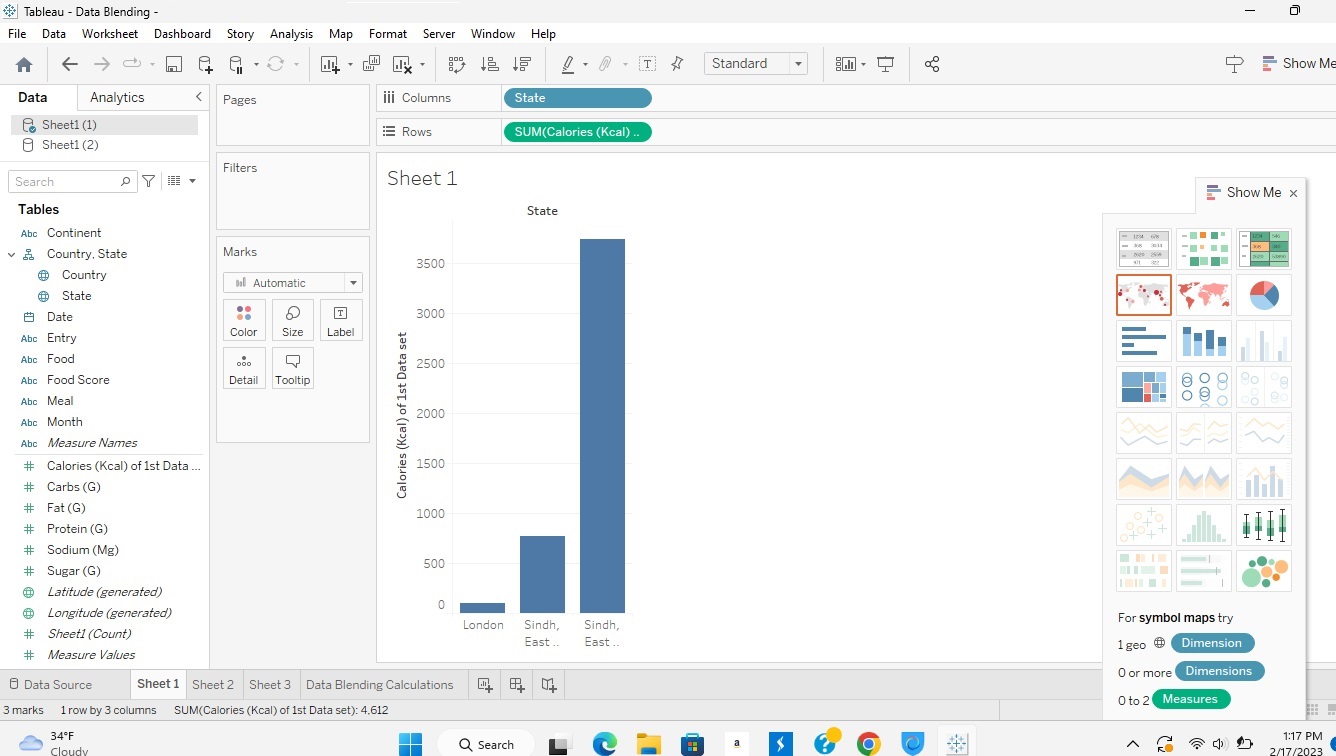 Tableau - Data Blending -
File Data Worksheet Dashboard Story Analysis Map Format Server Window Help
Standard
Show Me
Data Analytics
Sheet1 (1)
Sheet1 (2)
Search
Tables
Abc Continent
Country, State
Country
State
Date
Abc Entry
Abc Food
Abc Food Score
Abc Meal
Abc Month
Abc Measure Names
# Calories (Kcal) of 1st Data ...
# Carbs (G)
# Fat (G)
# Protein (G)
# Sodium (Mg)
# Sugar (G)
Latitude (generated)
Longitude (generated)
# Sheet1 (Count)
# Measure Values
Pages
Filters
Marks
Automatic
Color Size Label
Detail Tooltip
Columns State
Rows SUM(Calories (Kcal) ..
Sheet 1
State
Calories (Kcal) of 1st Data set
3500
3000
2500
2000
1500
1000
500
0
London
Sindh,
East ..
Sindh,
East ..
Show Me
For symbol maps try
1 geo Dimension
0 or more Dimensions
0 to 2 Measures
Data Source Sheet 1 Sheet 2 Sheet 3 Data Blending Calculations
3 marks 1 row by 3 columns SUM(Calories (Kcal) of 1st Data set): 4,612
34°F
Cloudy
Search
a
1:17 PM
2/17/2023